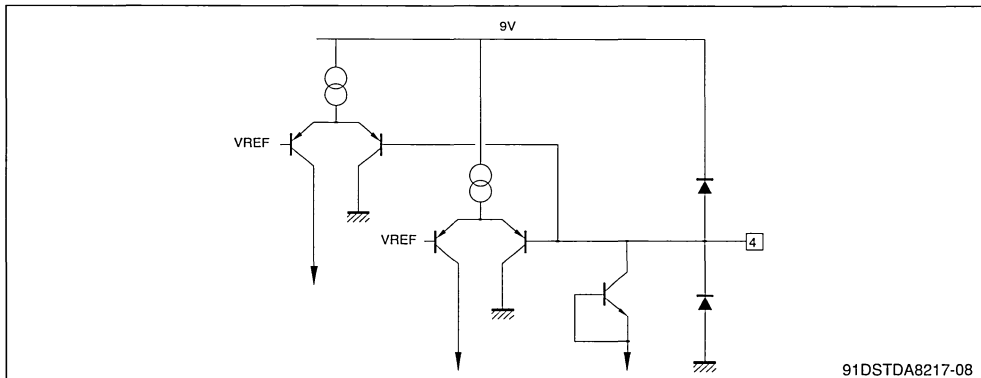 9V
VREF
VREF
4
91DSTDA8217-08